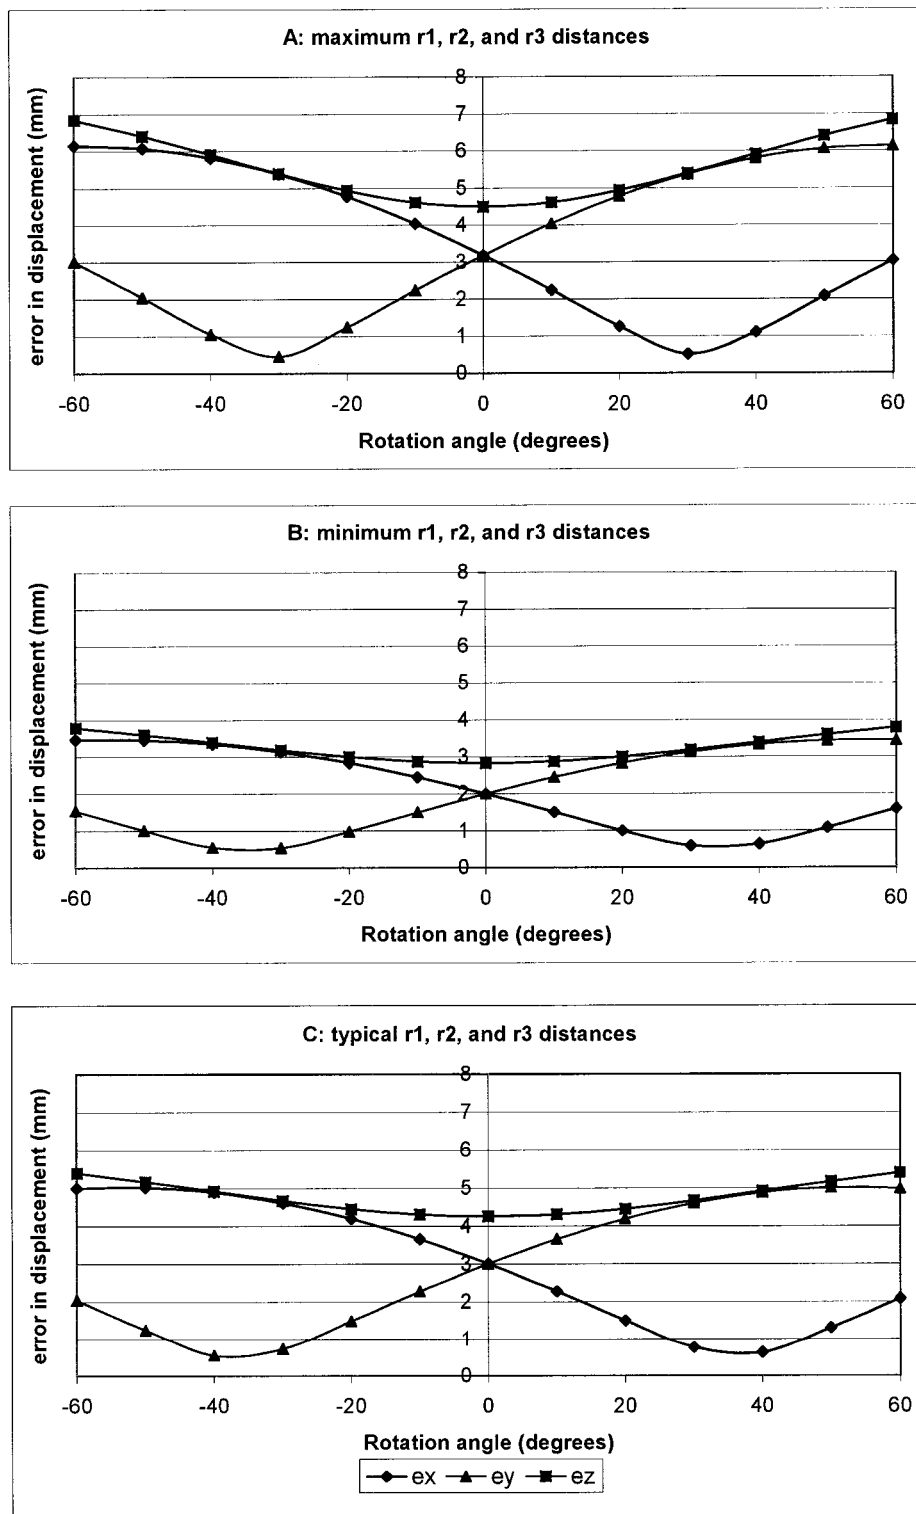 A: maximum r1, r2, and r3 distances
error in displacement (mm)
8
7
6
5
4
3
2
1
0
-60 -40 -20 0 20 40 60
Rotation angle (degrees)
B: minimum r1, r2, and r3 distances
error in displacement (mm)
8
7
6
5
4
3
2
1
0
-60 -40 -20 0 20 40 60
Rotation angle (degrees)
C: typical r1, r2, and r3 distances
error in displacement (mm)
8
7
6
5
4
3
2
1
0
-60 -40 -20 0 20 40 60
Rotation angle (degrees)
ex ey ez